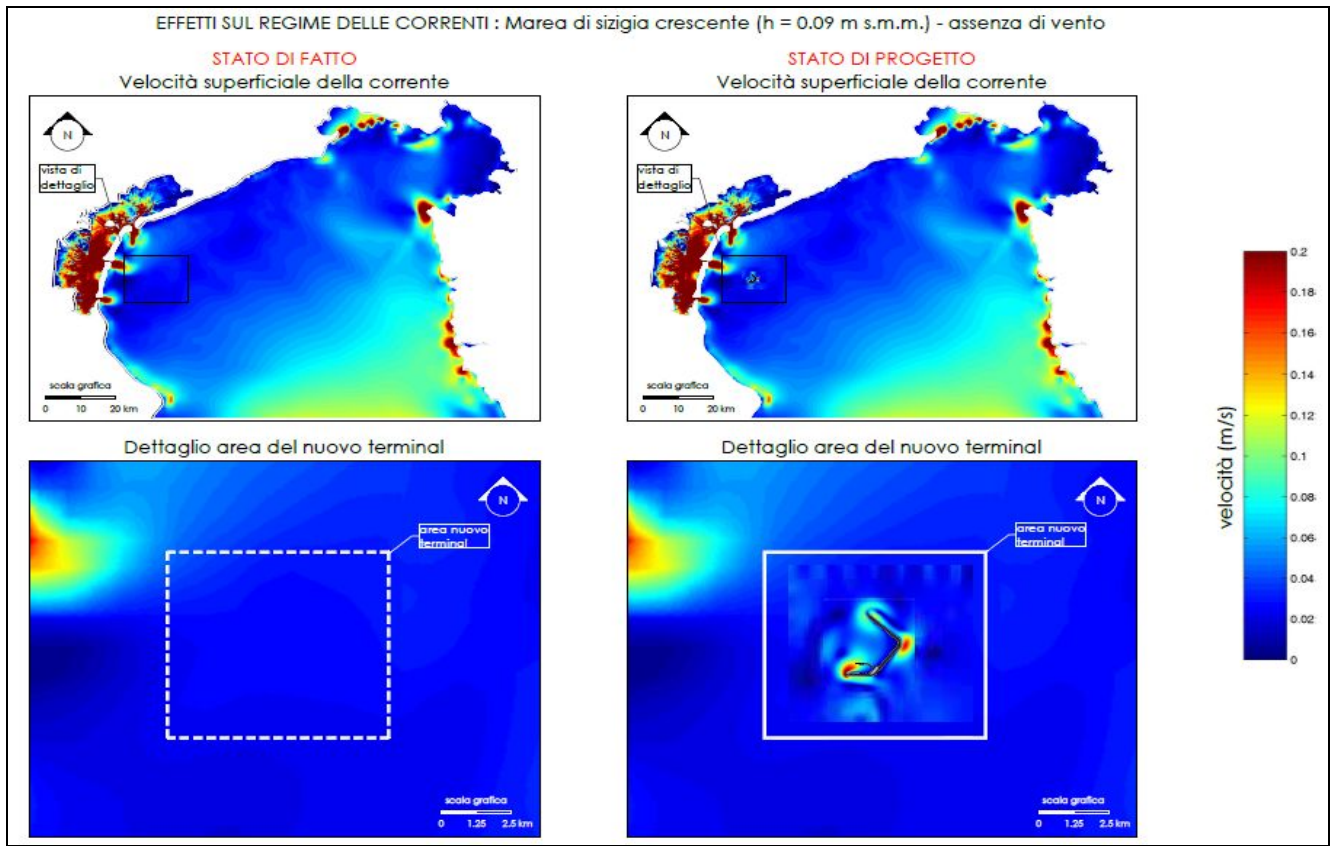 EFFETTI SUL REGIME DELLE CORRENTI : Marea di sizigia crescente (h = 0.09 m s.m.m.) - assenza di vento
STATO DI FATTO
Velocità superficiale della corrente
N
vista di
dettaglio
scala grafica
0 10 20 km
STATO DI PROGETTO
Velocità superficiale della corrente
N
vista di
dettaglio
scala grafica
0 10 20 km
Dettaglio area del nuovo terminal
N
area nuovo
terminal
scala grafica
0 1.25 2.5 km
Dettaglio area del nuovo terminal
N
area nuovo
terminal
scala grafica
0 1.25 2.5 km
velocità (m/s)
0.2
0.18
0.16
0.14
0.12
0.1
0.08
0.06
0.04
0.02
0